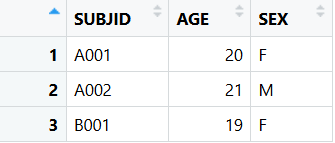 SUBJID AGE SEX
1 A001 20 F
2 A002 21 M
3 B001 19 F